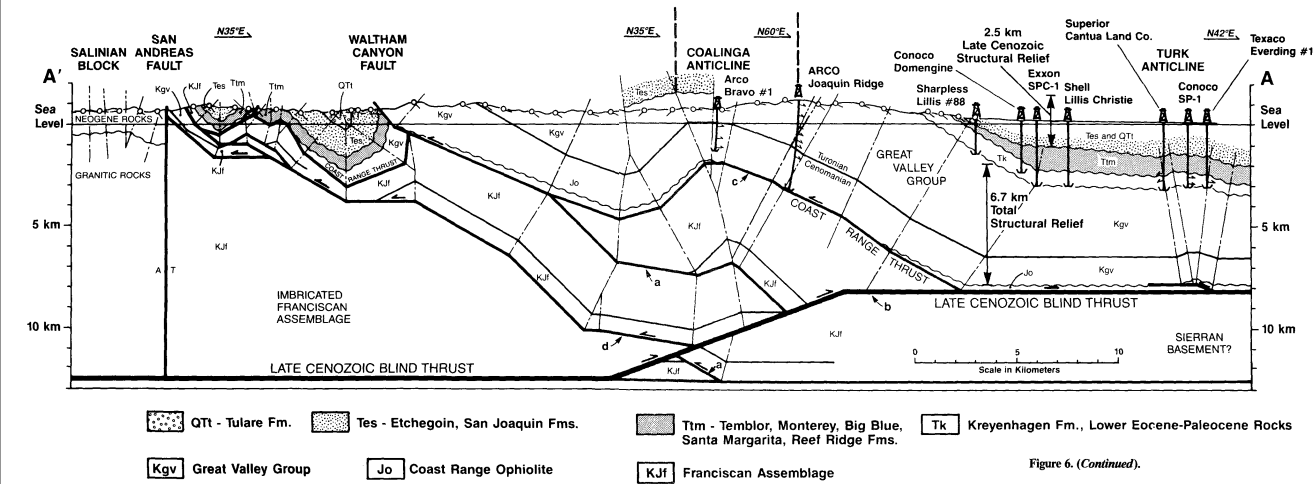 N35°E
N35°E
N60°E
N42°E
SALINIAN
BLOCK
SAN
ANDREAS
FAULT
WALTHAM
CANYON
FAULT
COALINGA
ANTICLINE
Arco
Bravo #1
ARCO
Joaquin Ridge
Conoco
Domengine
Sharpless
Lillis #88
2.5 km
Late Cenozoic
Structural Relief
Exxon
SPC-1
Shell
Lillis Christie
Superior
Cantua Land Co.
TURK
ANTICLINE
Conoco
SP-1
Texaco
Everding #1
A'
A
Sea
Level
Sea
Level
Kgv
KJf
Tes
Ttm
Ttm
QTt
Tes
NEOGENE ROCKS
GRANITIC ROCKS
KJf
Tes
Kgv
COAST RANGE THRUST
KJf
Kgv
Kgv
Jo
KJf
KJf
KJf
Turonian
Cenomanian
GREAT
VALLEY
GROUP
Tk
Tes and QTt
Ttm
c
COAST RANGE THRUST
6.7 km
Total
Structural Relief
Kgv
Kgv
Jo
5 km
5 km
10 km
10 km
A T
KJf
IMBRICATED
FRANCISCAN
ASSEMBLAGE
a
b
d
a
KJf
KJf
LATE CENOZOIC BLIND THRUST
LATE CENOZOIC BLIND THRUST
SIERRAN
BASEMENT?
0 5 10
Scale in Kilometers
QTt - Tulare Fm.
Tes - Etchegoin, San Joaquin Fms.
Ttm - Temblor, Monterey, Big Blue,
Santa Margarita, Reef Ridge Fms.
Tk Kreyenhagen Fm., Lower Eocene-Paleocene Rocks
Kgv Great Valley Group
Jo Coast Range Ophiolite
KJf Franciscan Assemblage
Figure 6. (Continued).